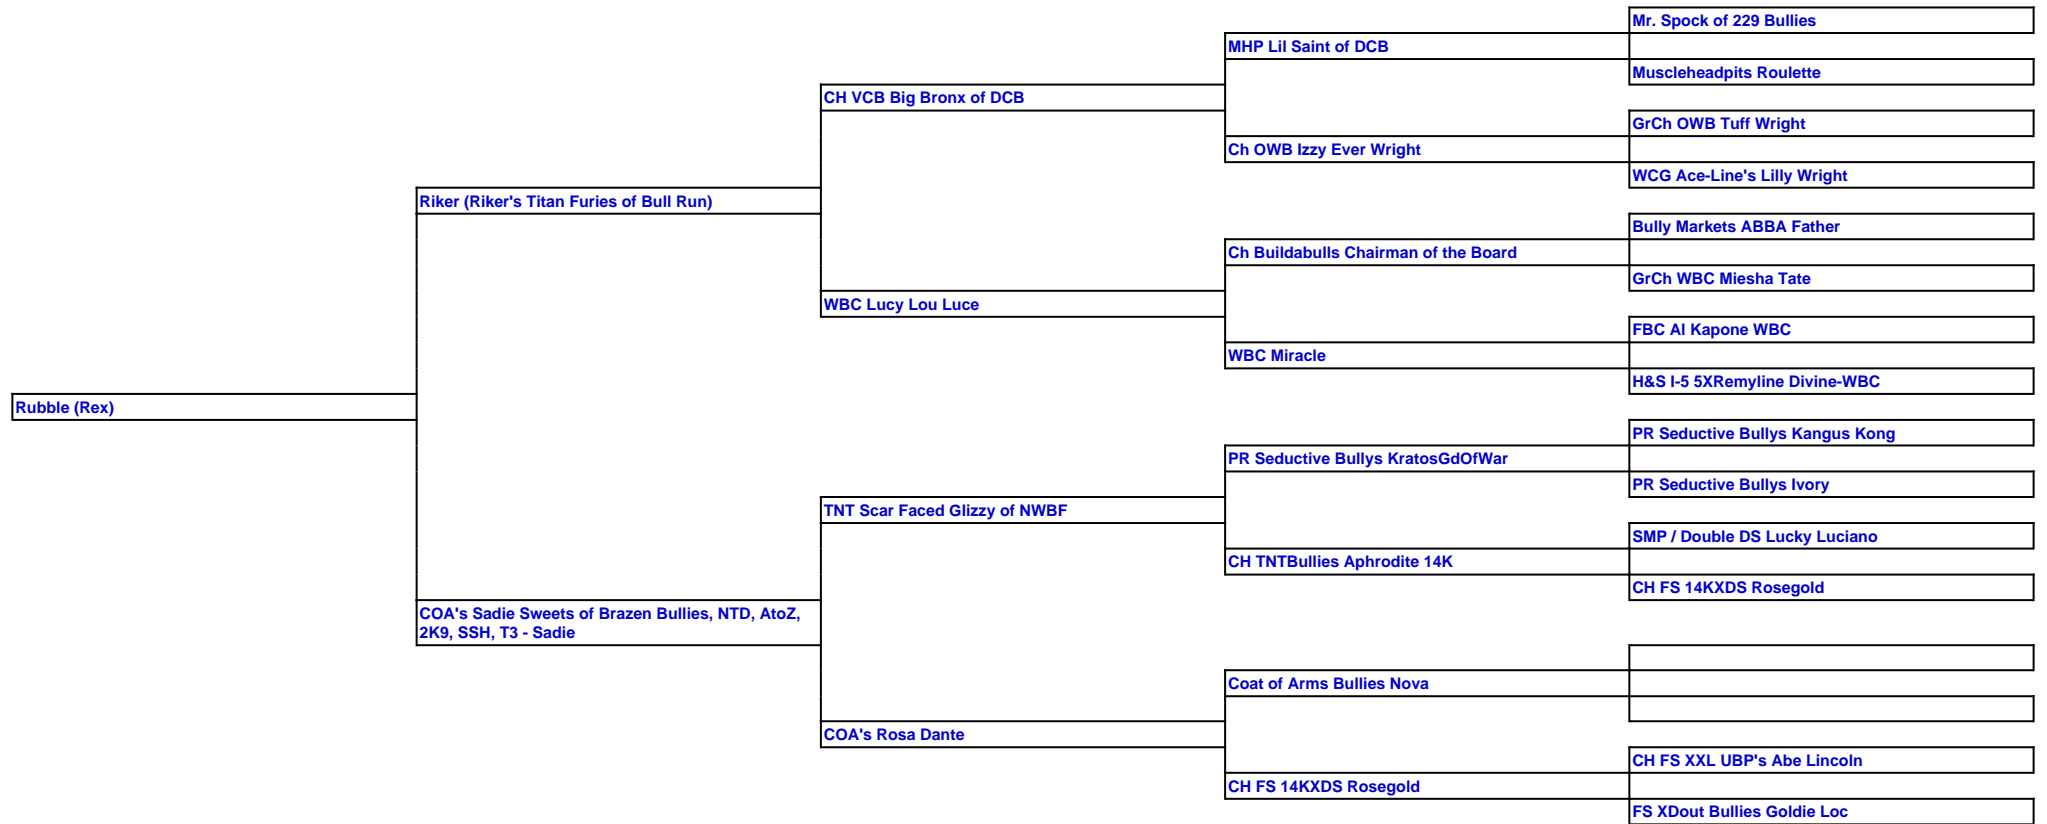 Mr. Spock of 229 Bullies
MHP Lil Saint of DCB
Muscleheadpits Roulette
CH VCB Big Bronx of DCB
GrCh OWB Tuff Wright
Ch OWB Izzy Ever Wright
WCG Ace-Line's Lilly Wright
Riker (Riker's Titan Furies of Bull Run)
Bully Markets ABBA Father
Ch Buildabulls Chairman of the Board
GrCh WBC Miesha Tate
WBC Lucy Lou Luce
FBC Al Kapone WBC
WBC Miracle
H&S I-5 5XRemyline Divine-WBC
Rubble (Rex)
PR Seductive Bullys Kangus Kong
PR Seductive Bullys KratosGdOfWar
PR Seductive Bullys Ivory
TNT Scar Faced Glizzy of NWBF
SMP / Double DS Lucky Luciano
CH TNTBullies Aphrodite 14K
CH FS 14KXDS Rosegold
COA's Sadie Sweets of Brazen Bullies, NTD, AtoZ,
2K9, SSH, T3 - Sadie
Coat of Arms Bullies Nova
COA's Rosa Dante
CH FS XXL UBP's Abe Lincoln
CH FS 14KXDS Rosegold
FS XDout Bullies Goldie Loc